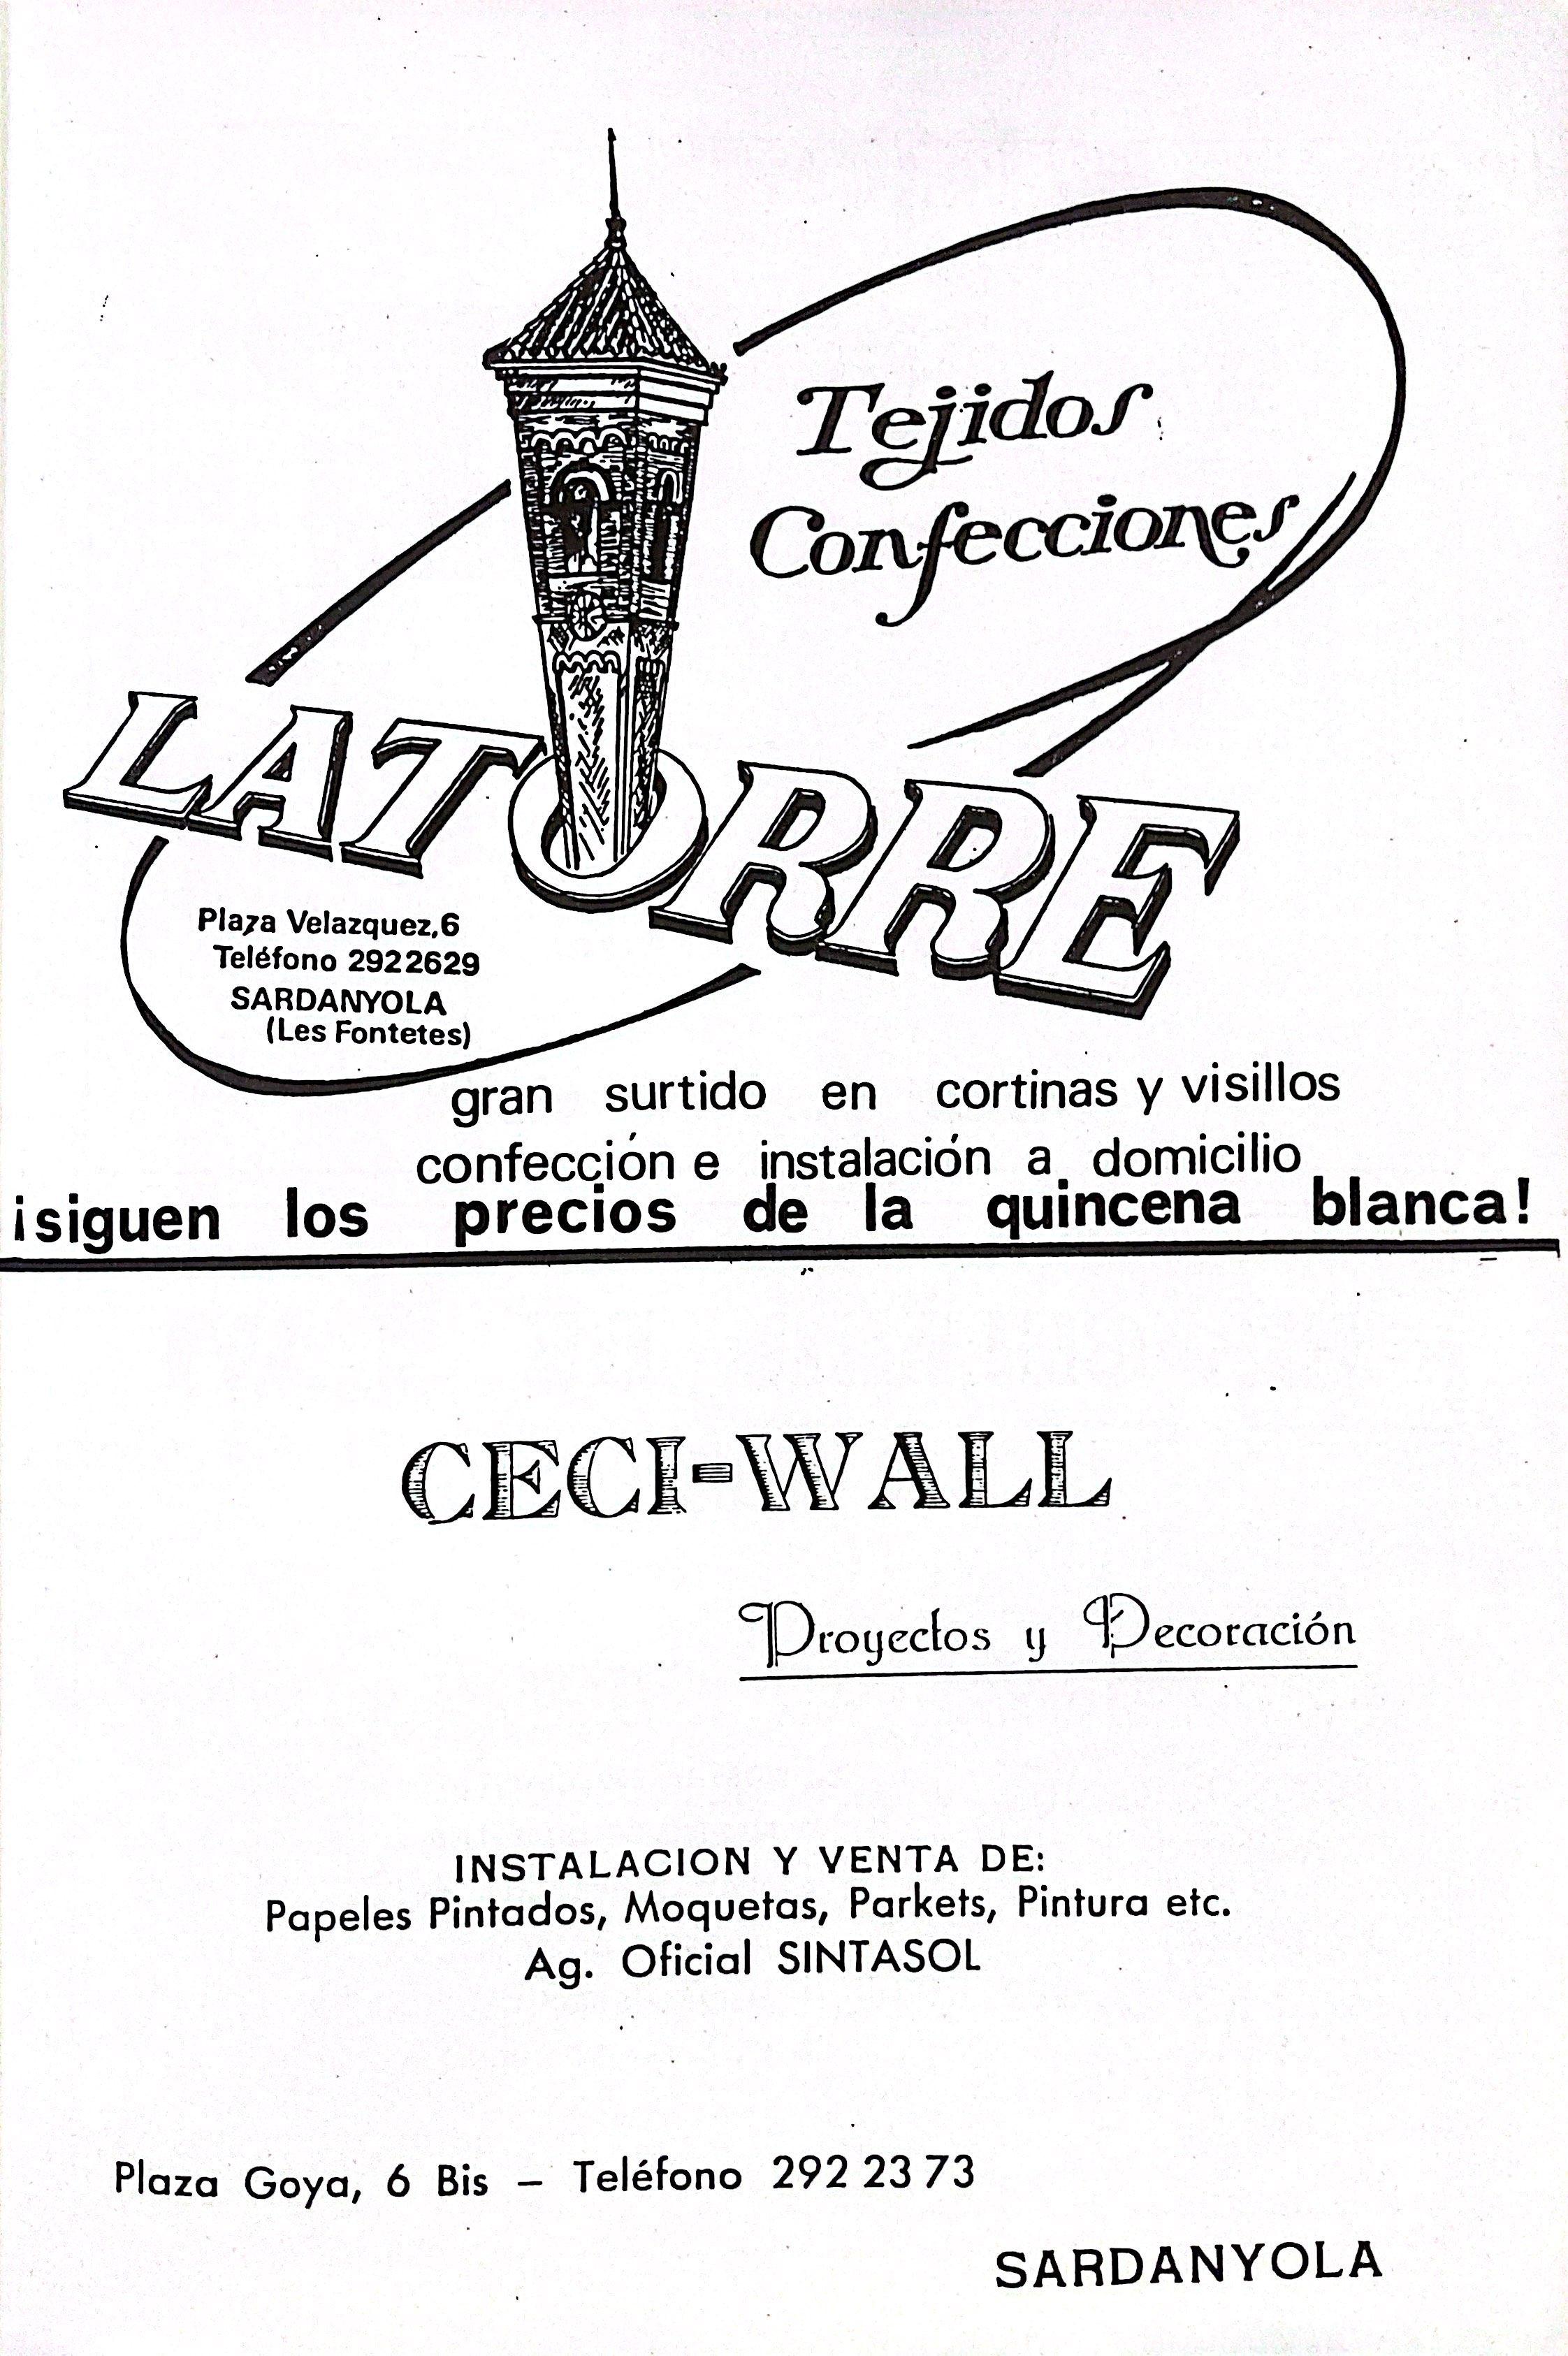 Tejidos
Confecciones
LATORRE
Plaza Velazquez,6
Teléfono 2922629
SARDANYOLA
(Les Fontetes)
gran surtido en cortinas y visillos
confección e instalación a domicilio
¡siguen los precios de la quincena blanca!
CECI-WALL
Proyectos y Decoración
INSTALACION Y VENTA DE:
Papeles Pintados, Moquetas, Parkets, Pintura etc.
Ag. Oficial SINTASOL
Plaza Goya, 6 Bis – Teléfono 292 23 73
SARDANYOLA